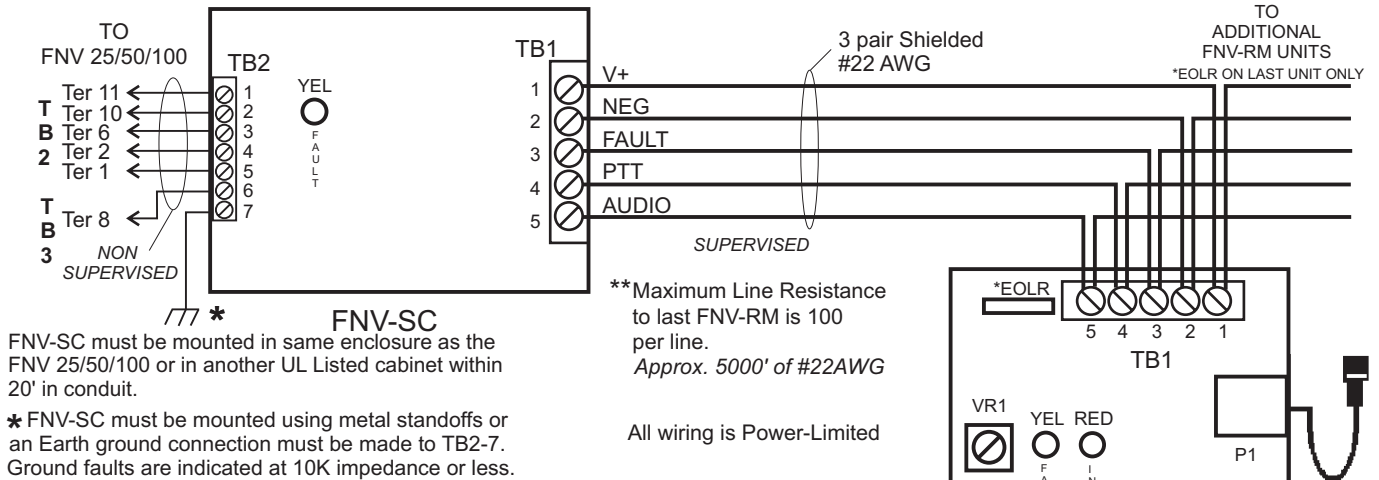 TO
FNV 25/50/100
Ter 11
Ter 10
Ter 6
Ter 2
Ter 1
T
B
2
T
B
3
Ter 8
NON
SUPERVISED
TB2
1
2
3
4
5
6
7
YEL
F
A
U
L
T
*
FNV-SC
TB1
1
2
3
4
5
V+
NEG
FAULT
PTT
AUDIO
3 pair Shielded
#22 AWG
SUPERVISED
TO
ADDITIONAL
FNV-RM UNITS
*EOLR ON LAST UNIT ONLY
FNV-SC must be mounted in same enclosure as the
FNV 25/50/100 or in another UL Listed cabinet within
20' in conduit.
* FNV-SC must be mounted using metal standoffs or
an Earth ground connection must be made to TB2-7.
Ground faults are indicated at 10K impedance or less.
**Maximum Line Resistance
to last FNV-RM is 100
per line.
Approx. 5000' of #22AWG
All wiring is Power-Limited
*EOLR
5 4 3 2 1
TB1
VR1
YEL RED
F
A
I
N
P1